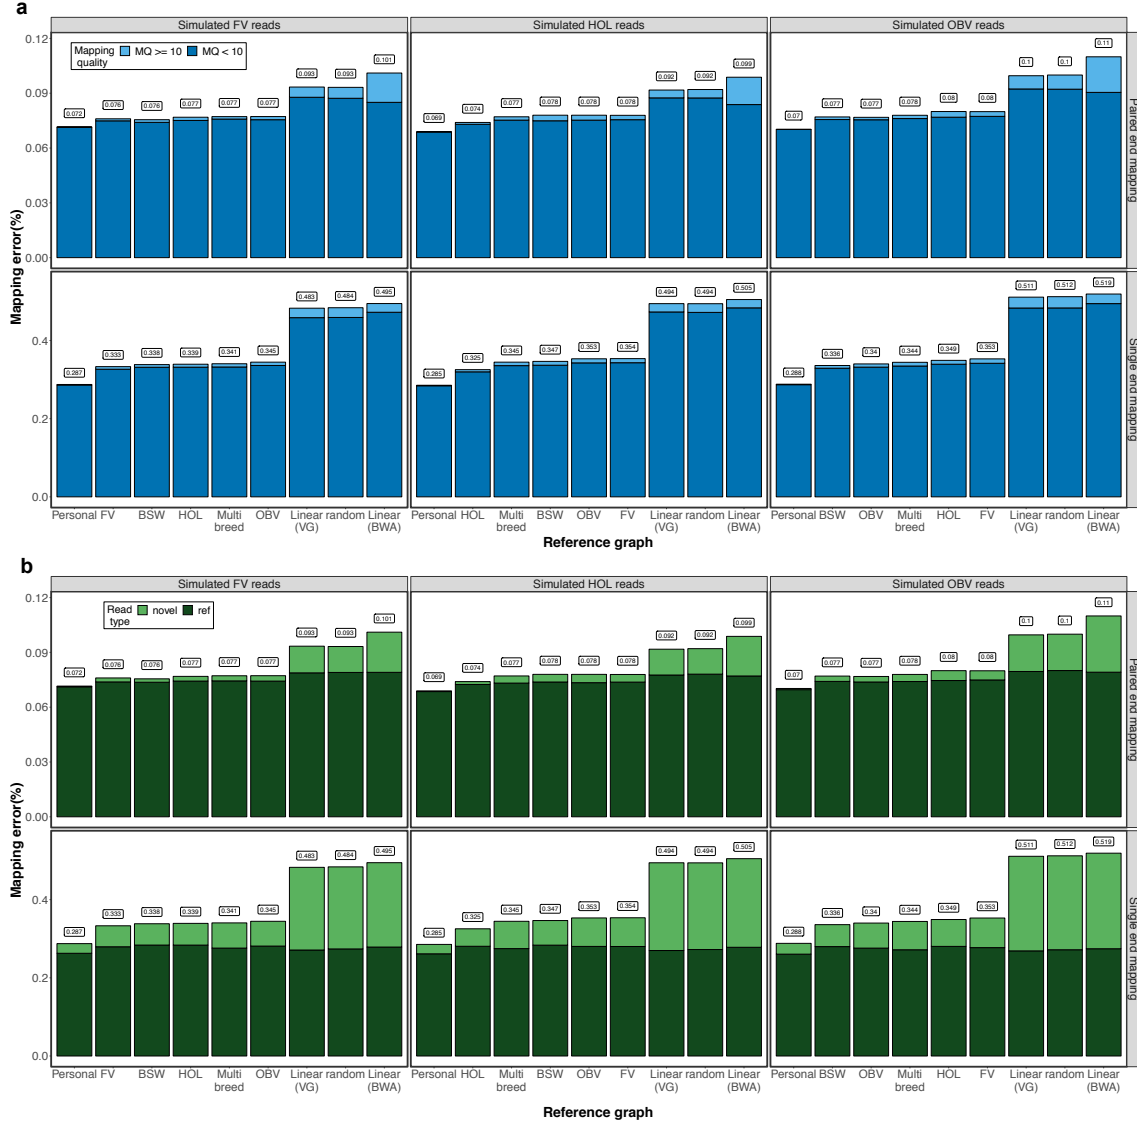 a
Simulated FV reads Simulated HOL reads Simulated OBV reads
Mapping quality MQ >= 10 MQ < 10
0.12
0.09
0.06
0.03
0.00
0.072 0.076 0.076 0.077 0.077 0.077 0.093 0.093 0.101
0.069 0.074 0.077 0.078 0.078 0.078 0.092 0.092 0.099
0.07 0.077 0.077 0.078 0.08 0.08 0.1 0.1 0.11
Paired end mapping
Mapping error(%)
0.4
0.2
0.0
0.287 0.333 0.338 0.339 0.341 0.345 0.483 0.484 0.495
0.285 0.325 0.345 0.347 0.353 0.354 0.494 0.494 0.505
0.288 0.336 0.34 0.344 0.349 0.353 0.511 0.512 0.519
Single end mapping
Personal FV BSW HOL Multi breed OBV Linear (VG) random Linear (BWA)
Personal HOL Multi breed BSW OBV FV Linear (VG) random Linear (BWA)
Personal BSW OBV Multi breed HOL FV Linear (VG) random Linear (BWA)
Reference graph
b
Simulated FV reads Simulated HOL reads Simulated OBV reads
Read type novel ref
0.12
0.09
0.06
0.03
0.00
0.072 0.076 0.076 0.077 0.077 0.077 0.093 0.093 0.101
0.069 0.074 0.077 0.078 0.078 0.078 0.092 0.092 0.099
0.07 0.077 0.077 0.078 0.08 0.08 0.1 0.1 0.11
Paired end mapping
Mapping error(%)
0.4
0.2
0.0
0.287 0.333 0.338 0.339 0.341 0.345 0.483 0.484 0.495
0.285 0.325 0.345 0.347 0.353 0.354 0.494 0.494 0.505
0.288 0.336 0.34 0.344 0.349 0.353 0.511 0.512 0.519
Single end mapping
Personal FV BSW HOL Multi breed OBV Linear (VG) random Linear (BWA)
Personal HOL Multi breed BSW OBV FV Linear (VG) random Linear (BWA)
Personal BSW OBV Multi breed HOL FV Linear (VG) random Linear (BWA)
Reference graph